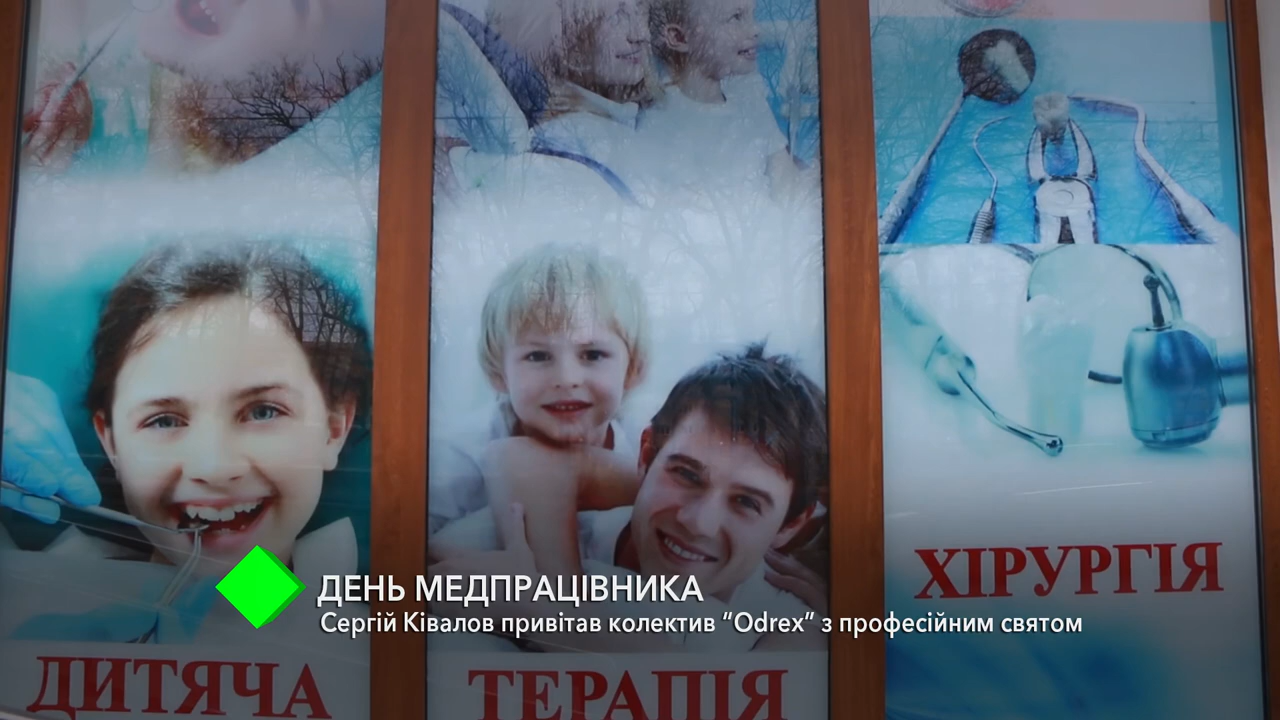 ХІРУРГІЯ
ДЕНЬ МЕДПРАЦІВНИКА
Сергій Ківалов привітав колектив “Odrex” з професійним святом
ДИТЯЧА
ТЕРАПІЯ